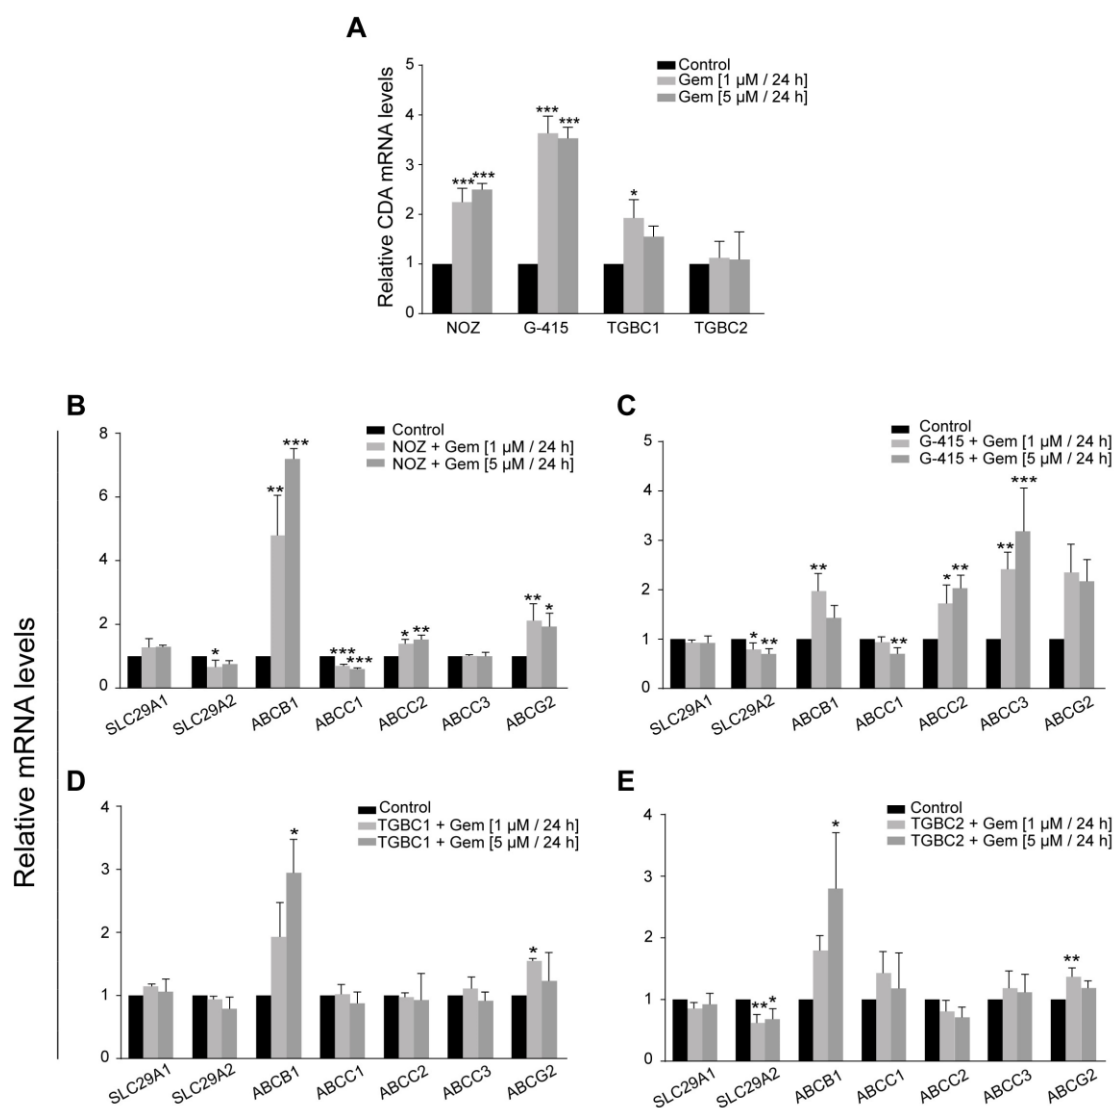 A
Relative CDA mRNA levels
5
4
3
2
1
0
Control
Gem [1 µM / 24 h]
Gem [5 µM / 24 h]
*** ***
*** ***
*
NOZ G-415 TGBC1 TGBC2
Relative mRNA levels
B
8
6
4
2
0
Control
NOZ + Gem [1 µM / 24 h]
NOZ + Gem [5 µM / 24 h]
*
** ***
*** ***
* **
** *
SLC29A1 SLC29A2 ABCB1 ABCC1 ABCC2 ABCC3 ABCG2
C
5
4
3
2
1
0
Control
G-415 + Gem [1 µM / 24 h]
G-415 + Gem [5 µM / 24 h]
* **
**
**
* **
** ***
SLC29A1 SLC29A2 ABCB1 ABCC1 ABCC2 ABCC3 ABCG2
D
4
3
2
1
0
Control
TGBC1 + Gem [1 µM / 24 h]
TGBC1 + Gem [5 µM / 24 h]
*
*
SLC29A1 SLC29A2 ABCB1 ABCC1 ABCC2 ABCC3 ABCG2
E
4
3
2
1
0
Control
TGBC2 + Gem [1 µM / 24 h]
TGBC2 + Gem [5 µM / 24 h]
** *
*
**
SLC29A1 SLC29A2 ABCB1 ABCC1 ABCC2 ABCC3 ABCG2